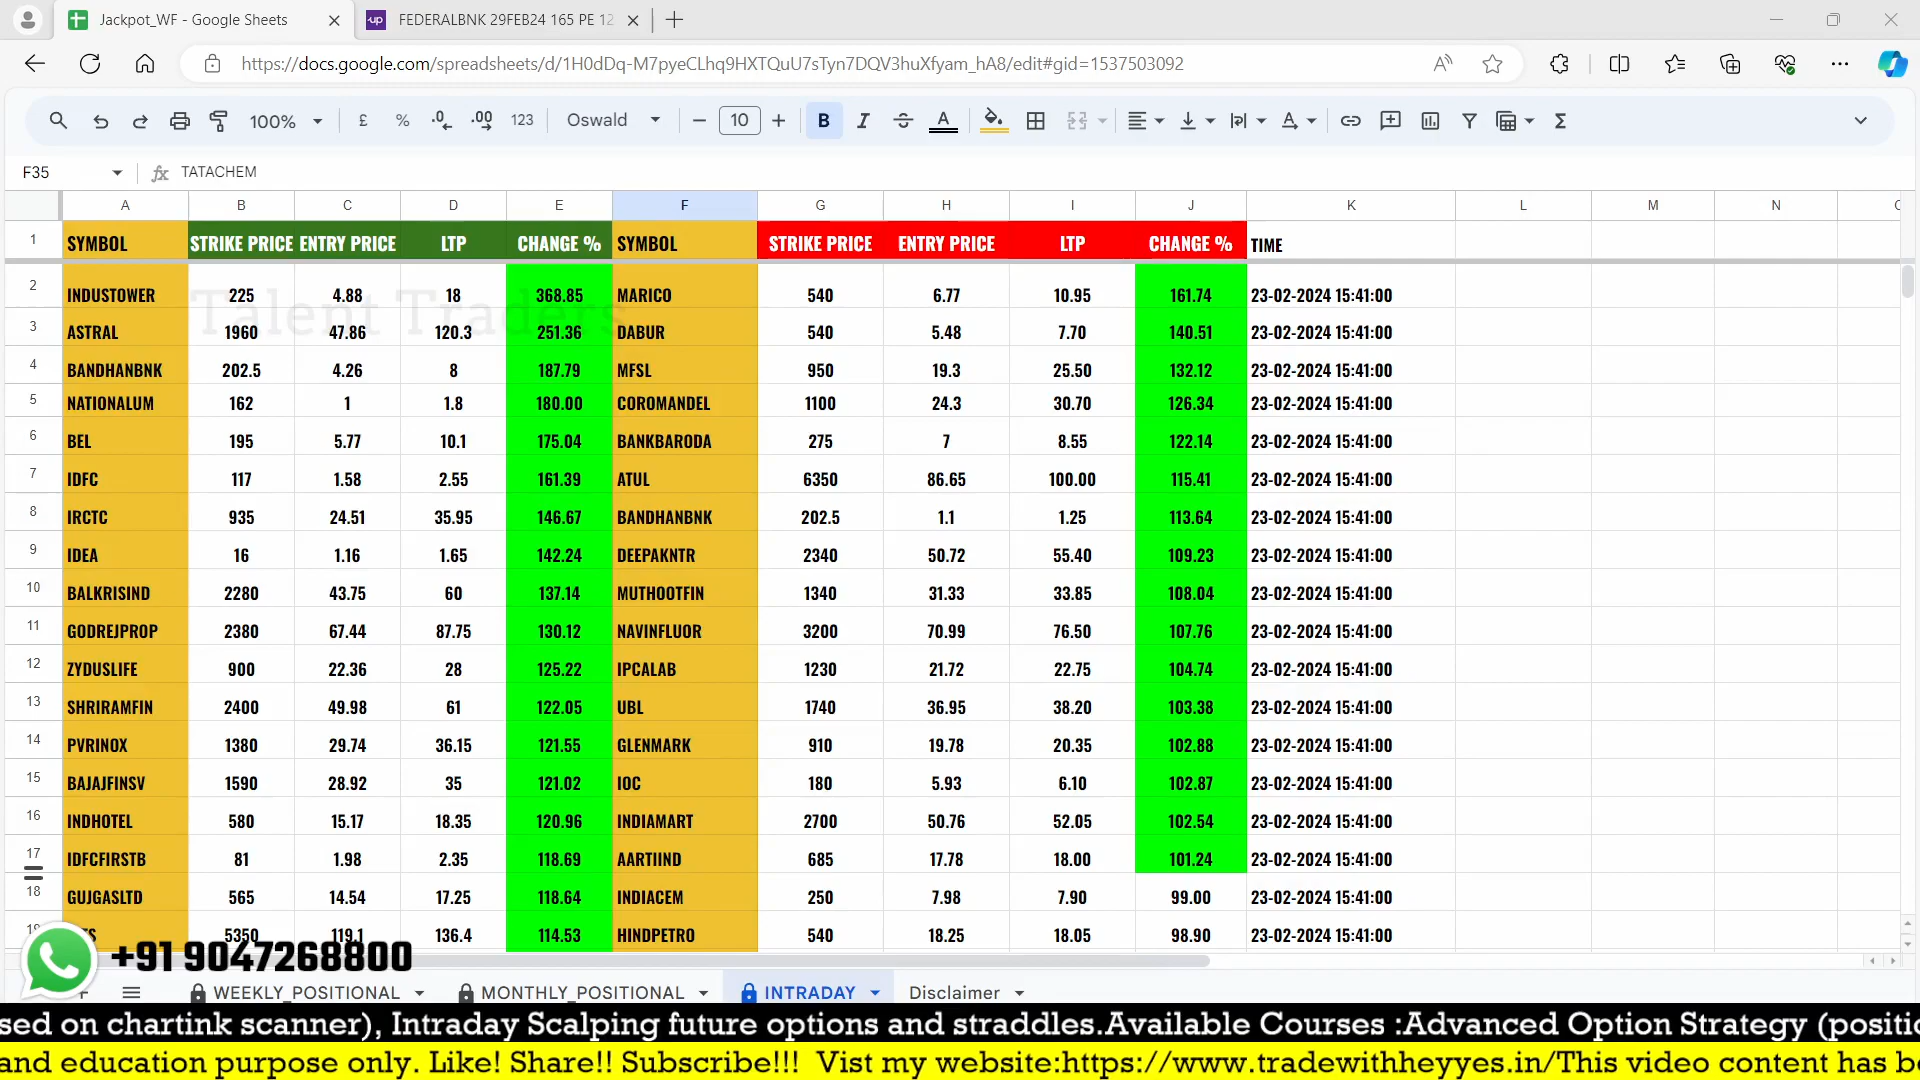 Jackpot_WF - Google Sheets
FEDERALBNK 29FEB24 165 PE 12
https://docs.google.com/spreadsheets/d/1H0dDq-M7pyeCLhq9HXTQuU7sTyn7DQV3huXfyam_hA8/edit#gid=1537503092
100% £ % .0 .00 123 Oswald 10 B I A
F35 fx TATACHEM
A B C D E F G H I J K L M N
1 SYMBOL STRIKE PRICE ENTRY PRICE LTP CHANGE % SYMBOL STRIKE PRICE ENTRY PRICE LTP CHANGE % TIME
Talent Traders
2 INDUSTOWER 225 4.88 18 368.85 MARICO 540 6.77 10.95 161.74 23-02-2024 15:41:00
3 ASTRAL 1960 47.86 120.3 251.36 DABUR 540 5.48 7.70 140.51 23-02-2024 15:41:00
4 BANDHANBNK 202.5 4.26 8 187.79 MFSL 950 19.3 25.50 132.12 23-02-2024 15:41:00
5 NATIONALUM 162 1 1.8 180.00 COROMANDEL 1100 24.3 30.70 126.34 23-02-2024 15:41:00
6 BEL 195 5.77 10.1 175.04 BANKBARODA 275 7 8.55 122.14 23-02-2024 15:41:00
7 IDFC 117 1.58 2.55 161.39 ATUL 6350 86.65 100.00 115.41 23-02-2024 15:41:00
8 IRCTC 935 24.51 35.95 146.67 BANDHANBNK 202.5 1.1 1.25 113.64 23-02-2024 15:41:00
9 IDEA 16 1.16 1.65 142.24 DEEPAKNTR 2340 50.72 55.40 109.23 23-02-2024 15:41:00
10 BALKRISIND 2280 43.75 60 137.14 MUTHOOTFIN 1340 31.33 33.85 108.04 23-02-2024 15:41:00
11 GODREJPROP 2380 67.44 87.75 130.12 NAVINFLUOR 3200 70.99 76.50 107.76 23-02-2024 15:41:00
12 ZYDUSLIFE 900 22.36 28 125.22 IPCALAB 1230 21.72 22.75 104.74 23-02-2024 15:41:00
13 SHRIRAMFIN 2400 49.98 61 122.05 UBL 1740 36.95 38.20 103.38 23-02-2024 15:41:00
14 PVRINOX 1380 29.74 36.15 121.55 GLENMARK 910 19.78 20.35 102.88 23-02-2024 15:41:00
15 BAJAJFINSV 1590 28.92 35 121.02 IOC 180 5.93 6.10 102.87 23-02-2024 15:41:00
16 INDHOTEL 580 15.17 18.35 120.96 INDIAMART 2700 50.76 52.05 102.54 23-02-2024 15:41:00
17 IDFCFIRSTB 81 1.98 2.35 118.69 AARTIIND 685 17.78 18.00 101.24 23-02-2024 15:41:00
18 GUJGASLTD 565 14.54 17.25 118.64 INDIACEM 250 7.98 7.90 99.00 23-02-2024 15:41:00
5350 119.1 136.4 114.53 HINDPETRO 540 18.25 18.05 98.90 23-02-2024 15:41:00
+91 9047268800
WEEKLY_POSITIONAL MONTHLY_POSITIONAL INTRADAY Disclaimer
sed on chartink scanner), Intraday Scalping future options and straddles.Available Courses :Advanced Option Strategy (positio
and education purpose only. Like! Share!! Subscribe!!! Vist my website:https://www.tradewithheyyes.in/This video content has be